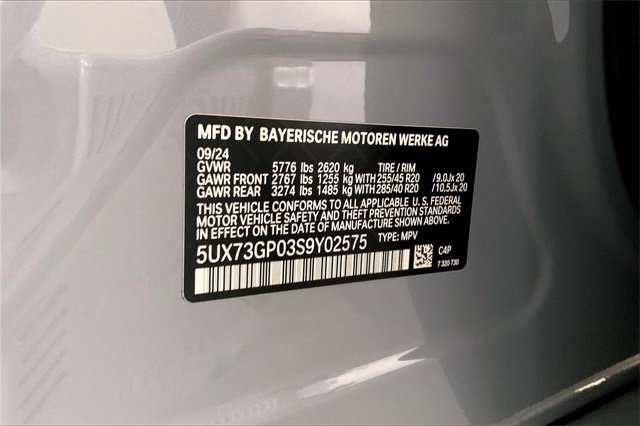 MFD BY BAYERISCHE MOTOREN WERKE AG
09/24
GVWR 5776 lbs 2620 kg TIRE / RIM
GAWR FRONT 2767 lbs 1255 kg WITH 255/45 R20 /9.0Jx 20
GAWR REAR 3274 lbs 1485 kg WITH 285/40 R20 /10.5Jx 20
THIS VEHICLE CONFORMS TO ALL APPLICABLE U. S. FEDERAL
MOTOR VEHICLE SAFETY AND THEFT PREVENTION STANDARDS
IN EFFECT ON THE DATE OF MANUFACTURE SHOWN ABOVE.
5UX73GP03S9Y02575 TYPE: MPV
C4P
7 320 730